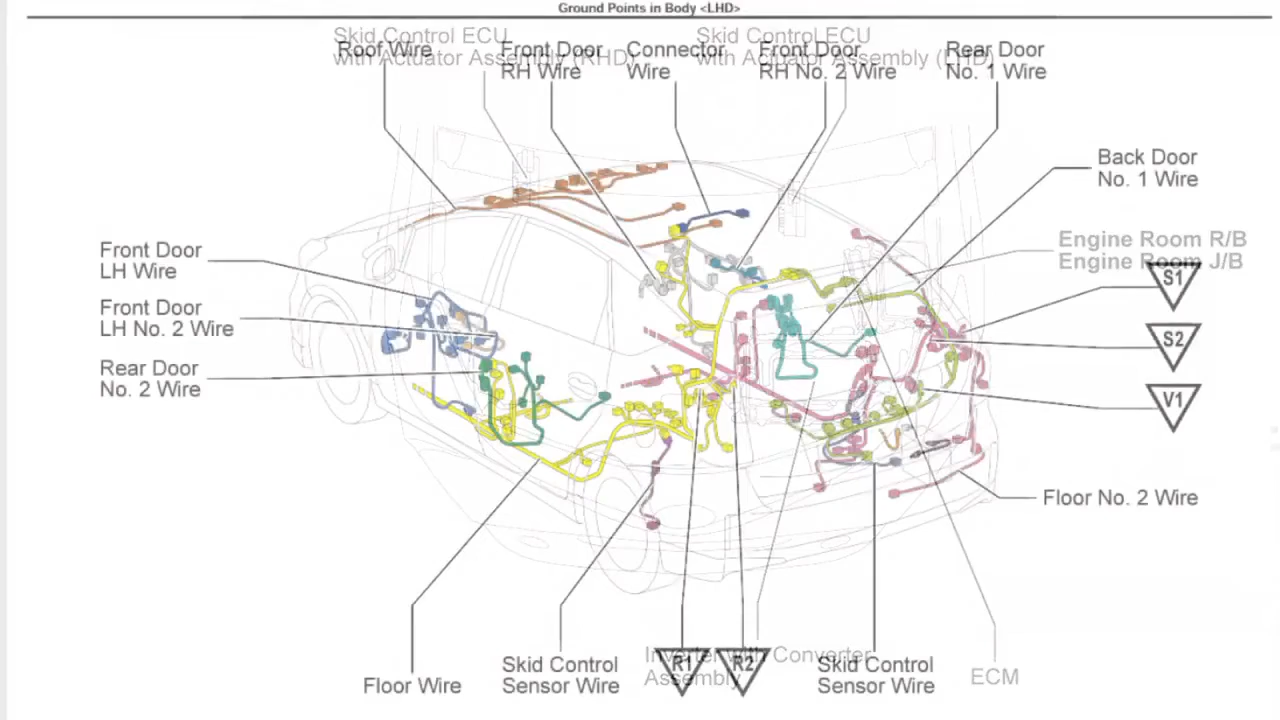 Ground Points in Body <LHD>
Skid Control ECU
with Actuator Assembly (RHD)
Skid Control ECU
with Actuator Assembly (LHD)
Roof Wire
Front Door
RH Wire
Connector
Wire
Front Door
RH No. 2 Wire
Rear Door
No. 1 Wire
Back Door
No. 1 Wire
Engine Room R/B
Engine Room J/B
Front Door
LH Wire
S1
Front Door
LH No. 2 Wire
S2
Rear Door
No. 2 Wire
V1
Floor No. 2 Wire
Floor Wire
Skid Control
Sensor Wire
Inverter with Converter
Assembly
R1
R2
Skid Control
Sensor Wire
ECM